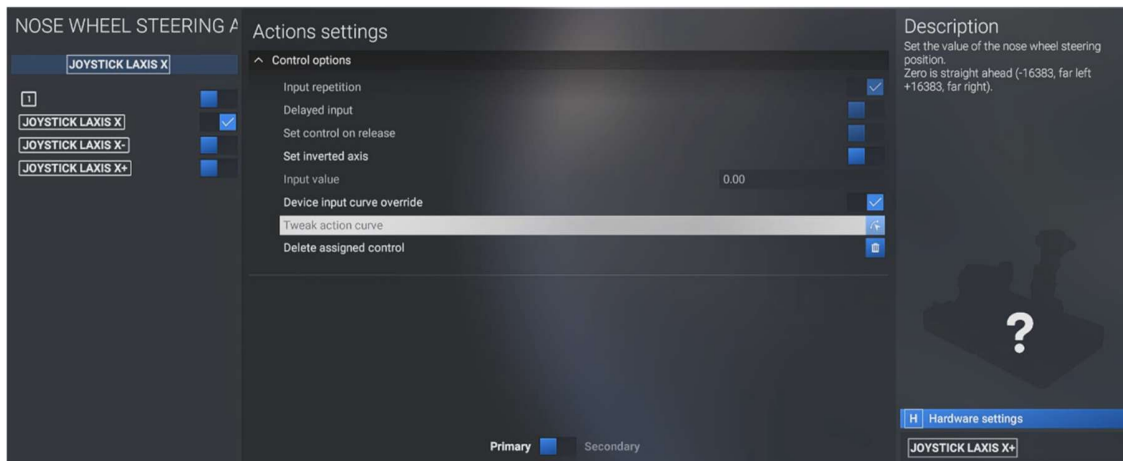 NOSE WHEEL STEERING A
JOYSTICK LAXIS X
1
JOYSTICK LAXIS X
JOYSTICK LAXIS X-
JOYSTICK LAXIS X+
Actions settings
Control options
Input repetition
Delayed input
Set control on release
Set inverted axis
Input value 0.00
Device input curve override
Tweak action curve
Delete assigned control
Primary Secondary
Description
Set the value of the nose wheel steering
position.
Zero is straight ahead (-16383, far left
+16383, far right).
?
H Hardware settings
JOYSTICK LAXIS X+